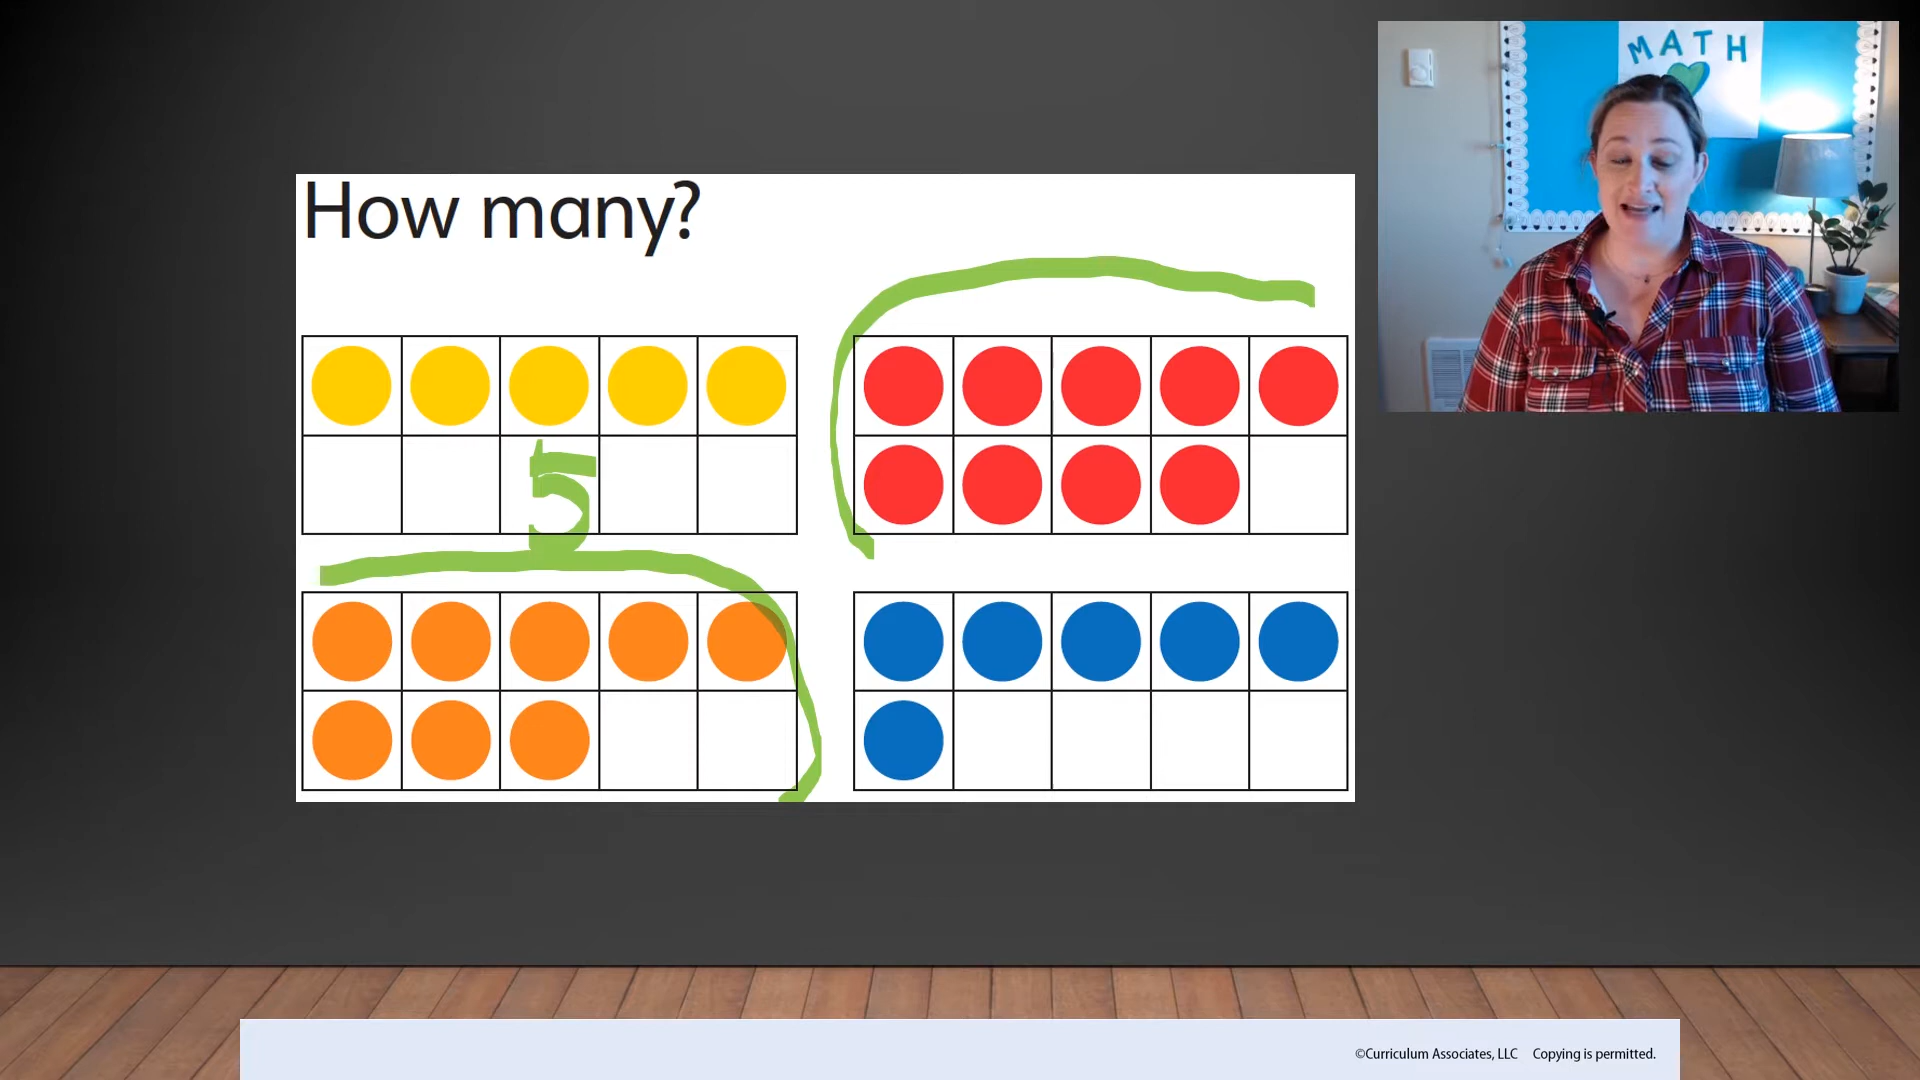 MATH
How many?
5
©Curriculum Associates, LLC Copying is permitted.